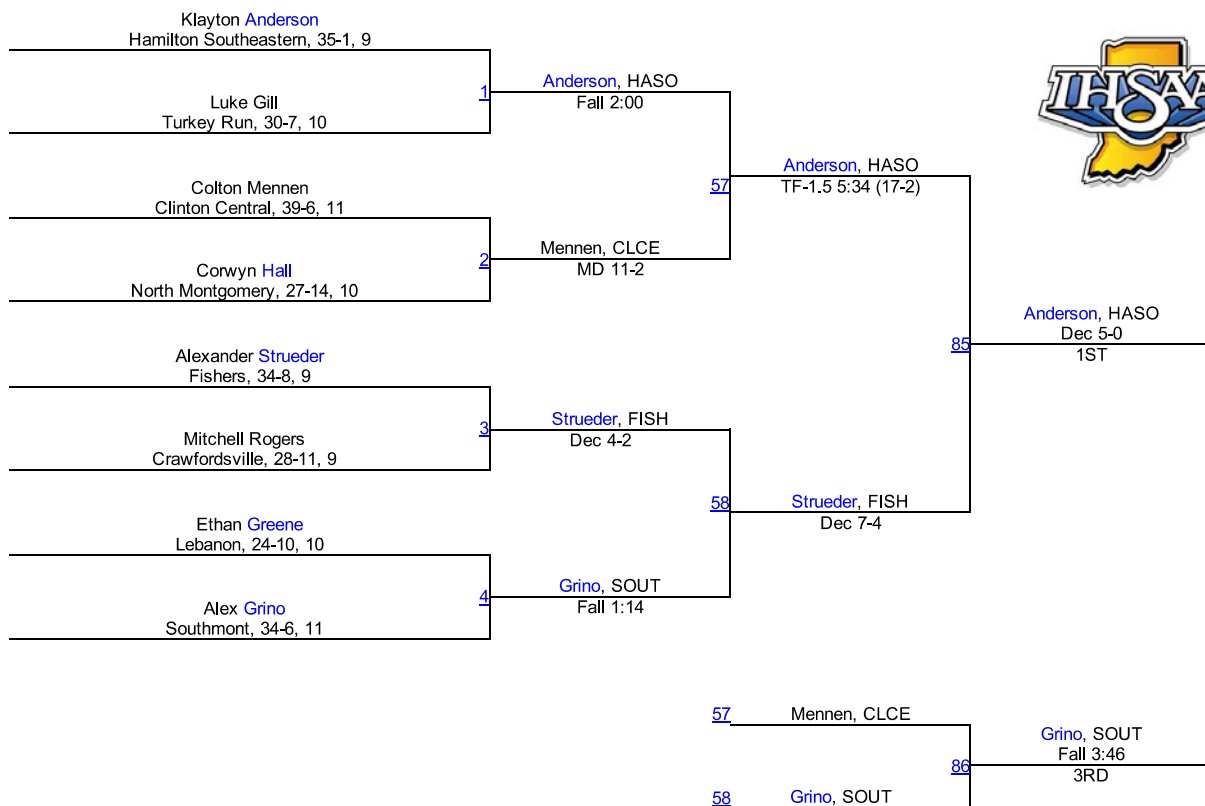 Klayton Anderson
Hamilton Southeastern, 35-1, 9
1
Luke Gill
Turkey Run, 30-7, 10
Anderson, HASO
Fall 2:00
Colton Mennen
Clinton Central, 39-6, 11
2
Corwyn Hall
North Montgomery, 27-14, 10
Mennen, CLCE
MD 11-2
57
Anderson, HASO
TF-1.5 5:34 (17-2)
Alexander Strueder
Fishers, 34-8, 9
3
Mitchell Rogers
Crawfordsville, 28-11, 9
Strueder, FISH
Dec 4-2
Ethan Greene
Lebanon, 24-10, 10
4
Alex Grino
Southmont, 34-6, 11
Grino, SOUT
Fall 1:14
58
Strueder, FISH
Dec 7-4
85
Anderson, HASO
Dec 5-0
1ST
IHSAA
57
Mennen, CLCE
86
58
Grino, SOUT
Grino, SOUT
Fall 3:46
3RD